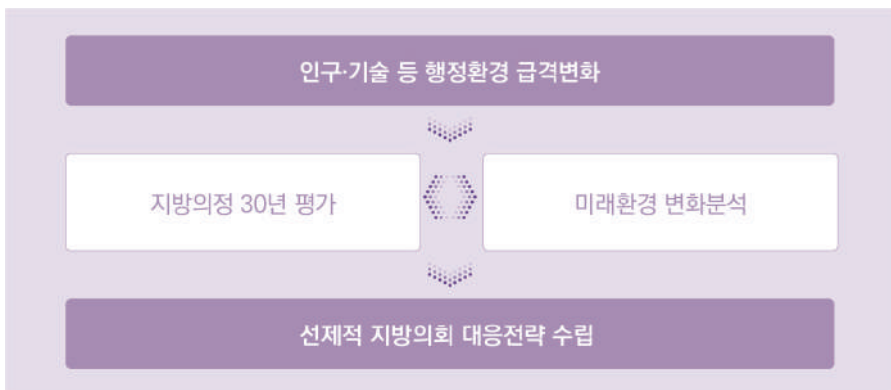 인구·기술 등 행정환경 급격변화
지방의정 30년 평가
미래환경 변화분석
선제적 지방의회 대응전략 수립